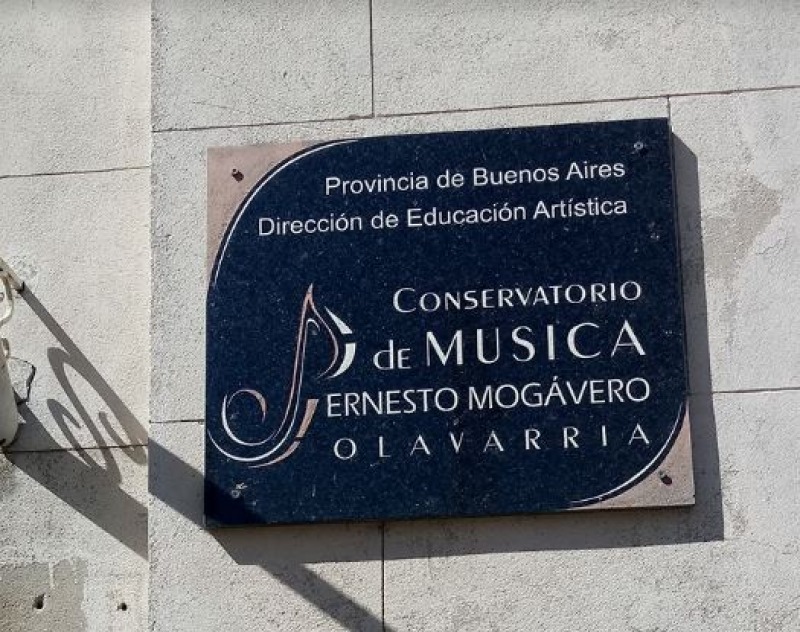 Provincia de Buenos Aires
Dirección de Educación Artística
CONSERVATORIO
de MUSICA
ERNESTO MOGÁVERO
OLAVARRIA